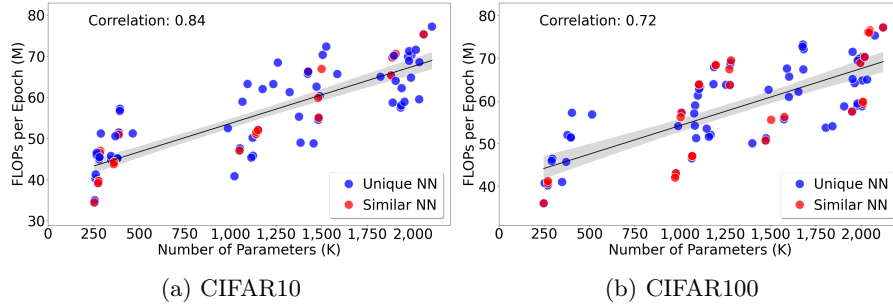 Correlation: 0.84
FLOPs per Epoch (M)
70
60
50
40
30
Unique NN
Similar NN
0 250 500 750 1,000 1,250 1,500 1,750 2,000
Number of Parameters (K)
(a) CIFAR10
Correlation: 0.72
FLOPs per Epoch (M)
80
70
60
50
40
Unique NN
Similar NN
0 250 500 750 1,000 1,250 1,500 1,750 2,000
Number of Parameters (K)
(b) CIFAR100